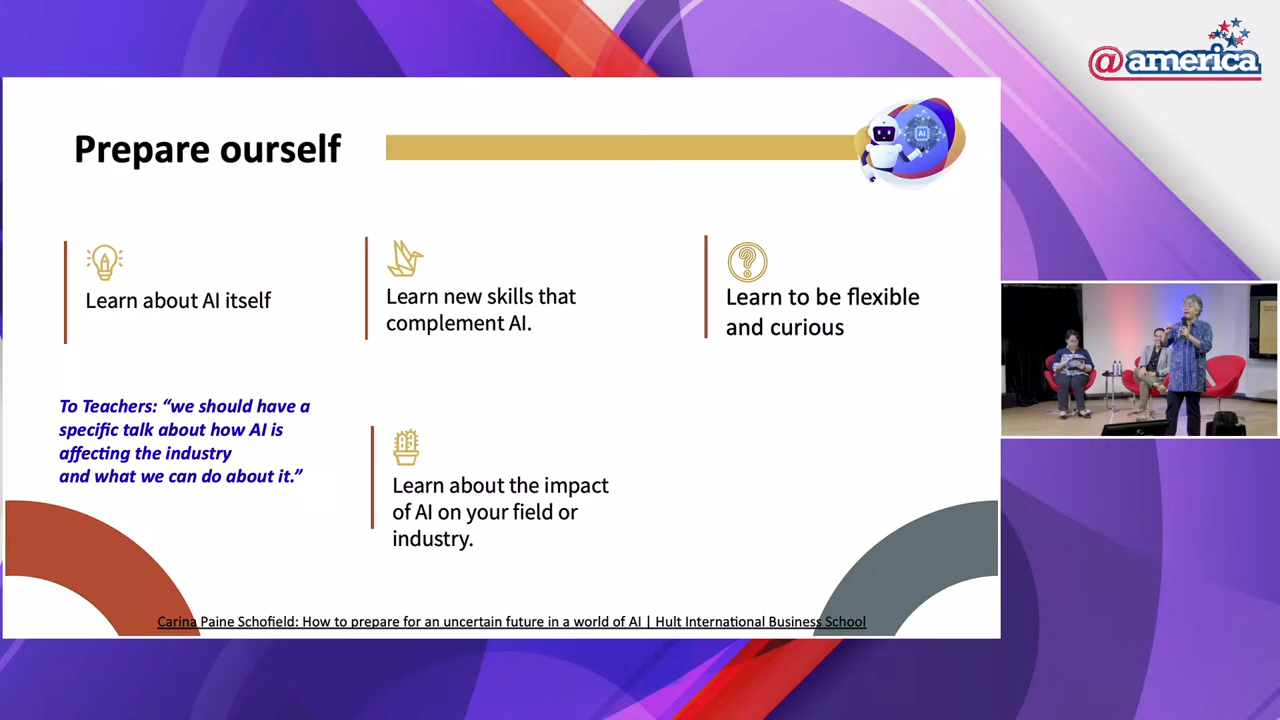 @america
Prepare ourself
AI
Learn about AI itself
Learn new skills that
complement AI.
Learn to be flexible
and curious
To Teachers: “we should have a
specific talk about how AI is
affecting the industry
and what we can do about it.”
Learn about the impact
of AI on your field or
industry.
Carina Paine Schofield: How to prepare for an uncertain future in a world of AI | Hult International Business School